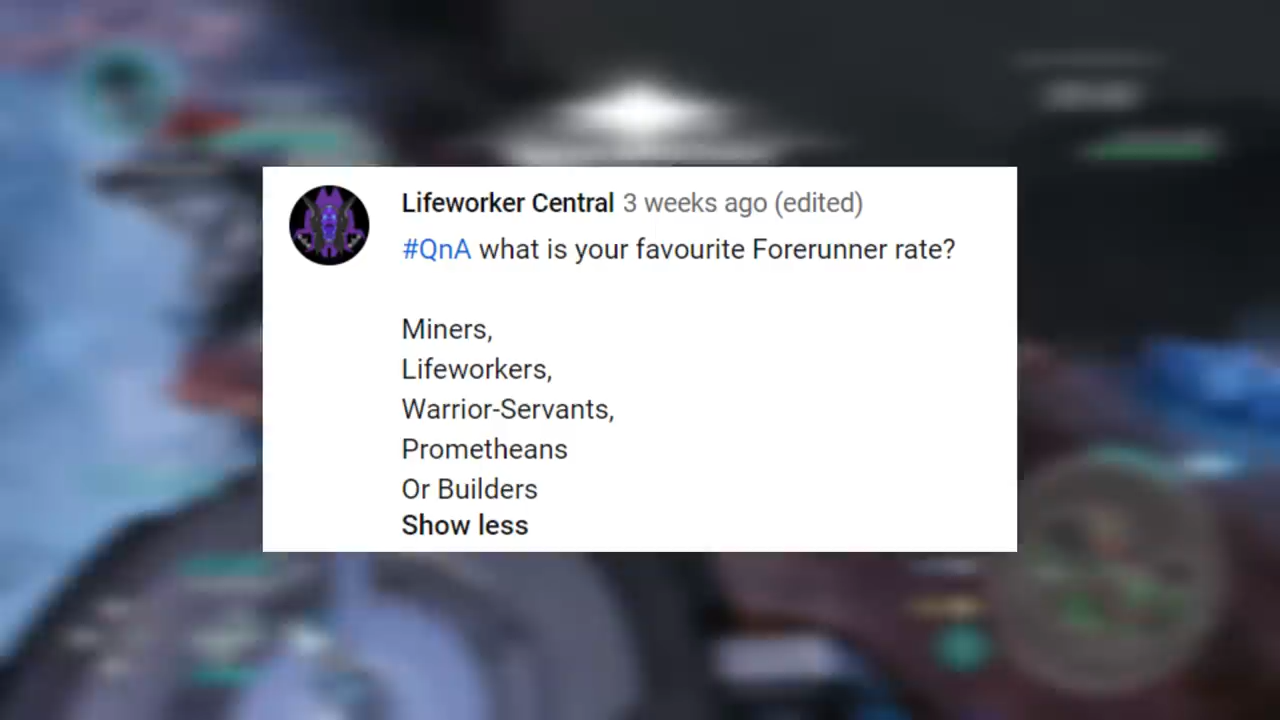 Lifeworker Central 3 weeks ago (edited)
#QnA what is your favourite Forerunner rate?
Miners,
Lifeworkers,
Warrior-Servants,
Prometheans
Or Builders
Show less